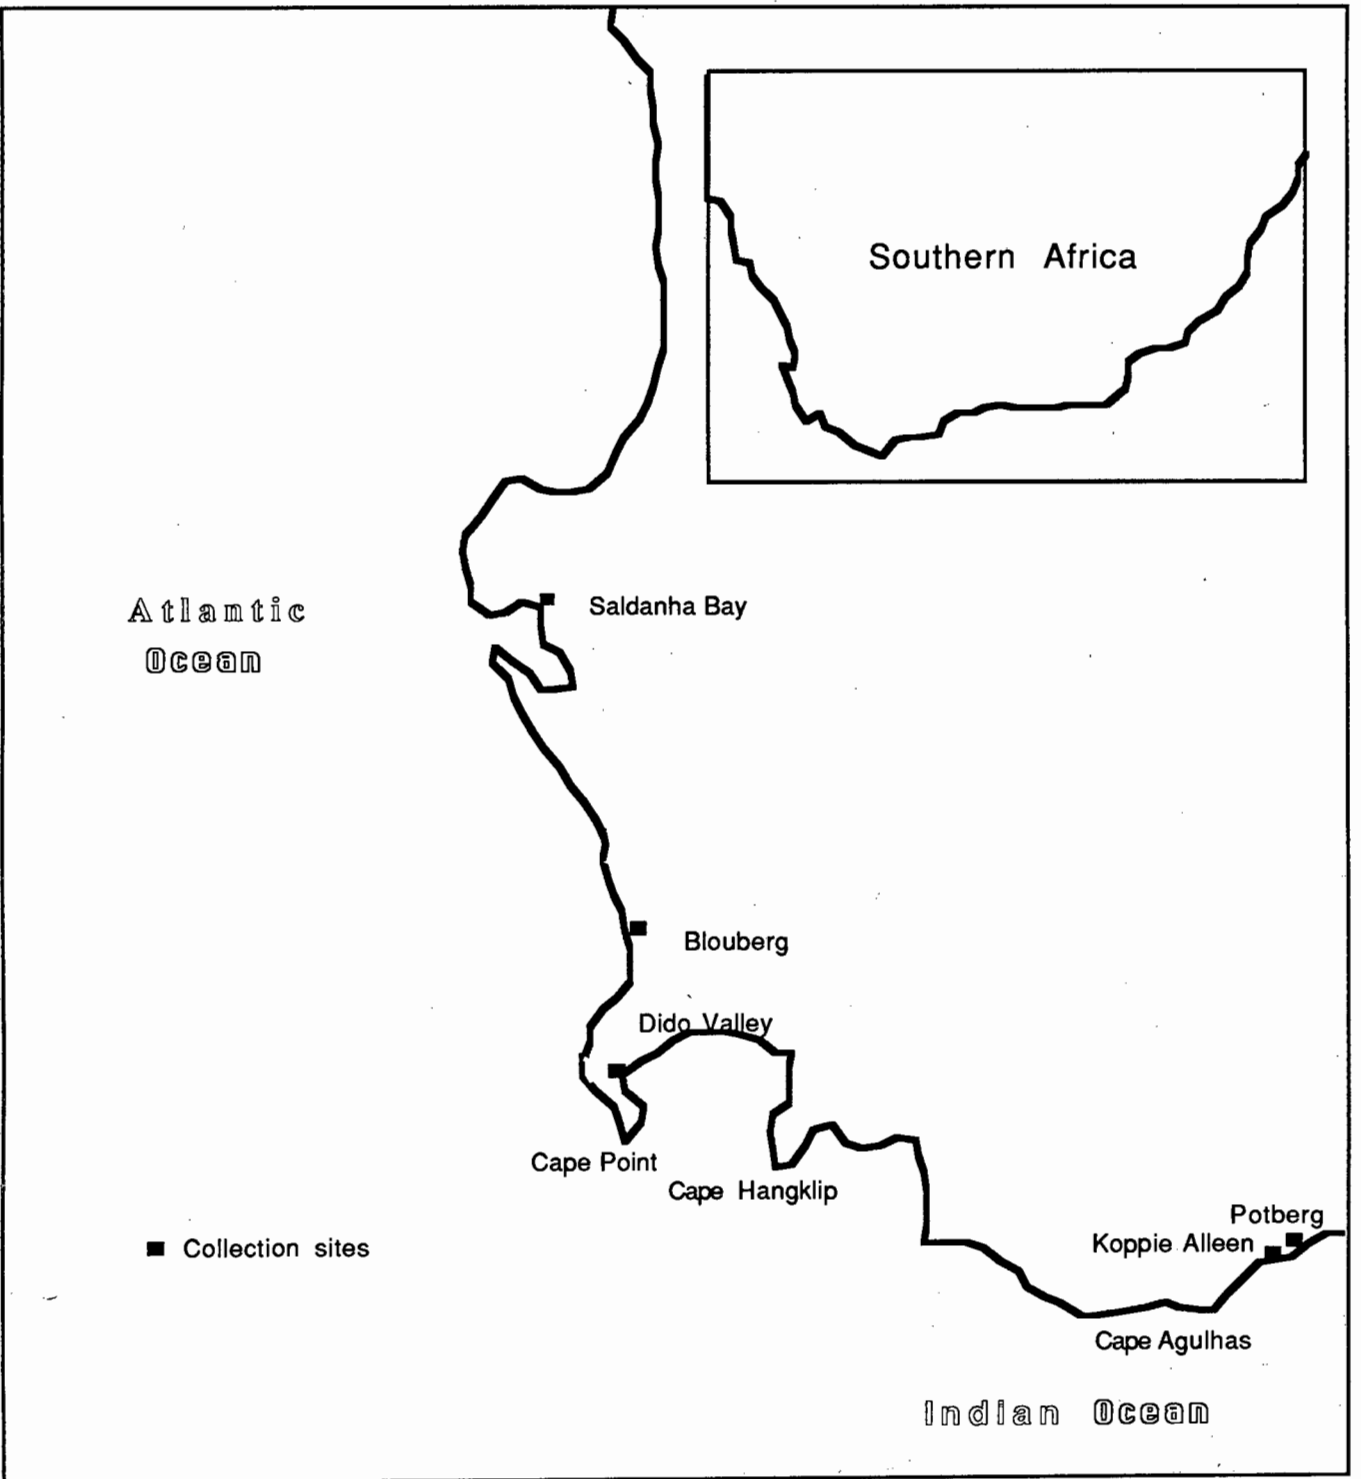 Southern Africa
Atlantic
Ocean
Saldanha Bay
Blouberg
Dido Valley
Cape Point
Cape Hangklip
Potberg
Koppie Alleen
Collection sites
Cape Agulhas
Indian Ocean